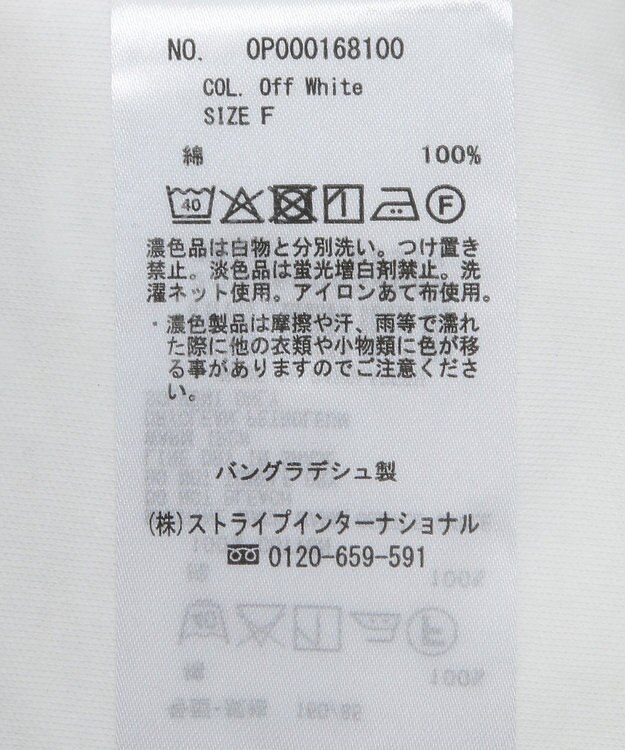 NO. 0P000168100
COL. Off White
SIZE F
綿 100%
40 F
濃色品は白物と分別洗い。つけ置き
禁止。淡色品は蛍光増白剤禁止。洗
濯ネット使用。アイロンあて布使用。
・濃色製品は摩擦や汗、雨等で濡れ
た際に他の衣類や小物類に色が移
る事がありますのでご注意くださ
い。
バングラデシュ製
(株)ストライプインターナショナル
0120-659-591